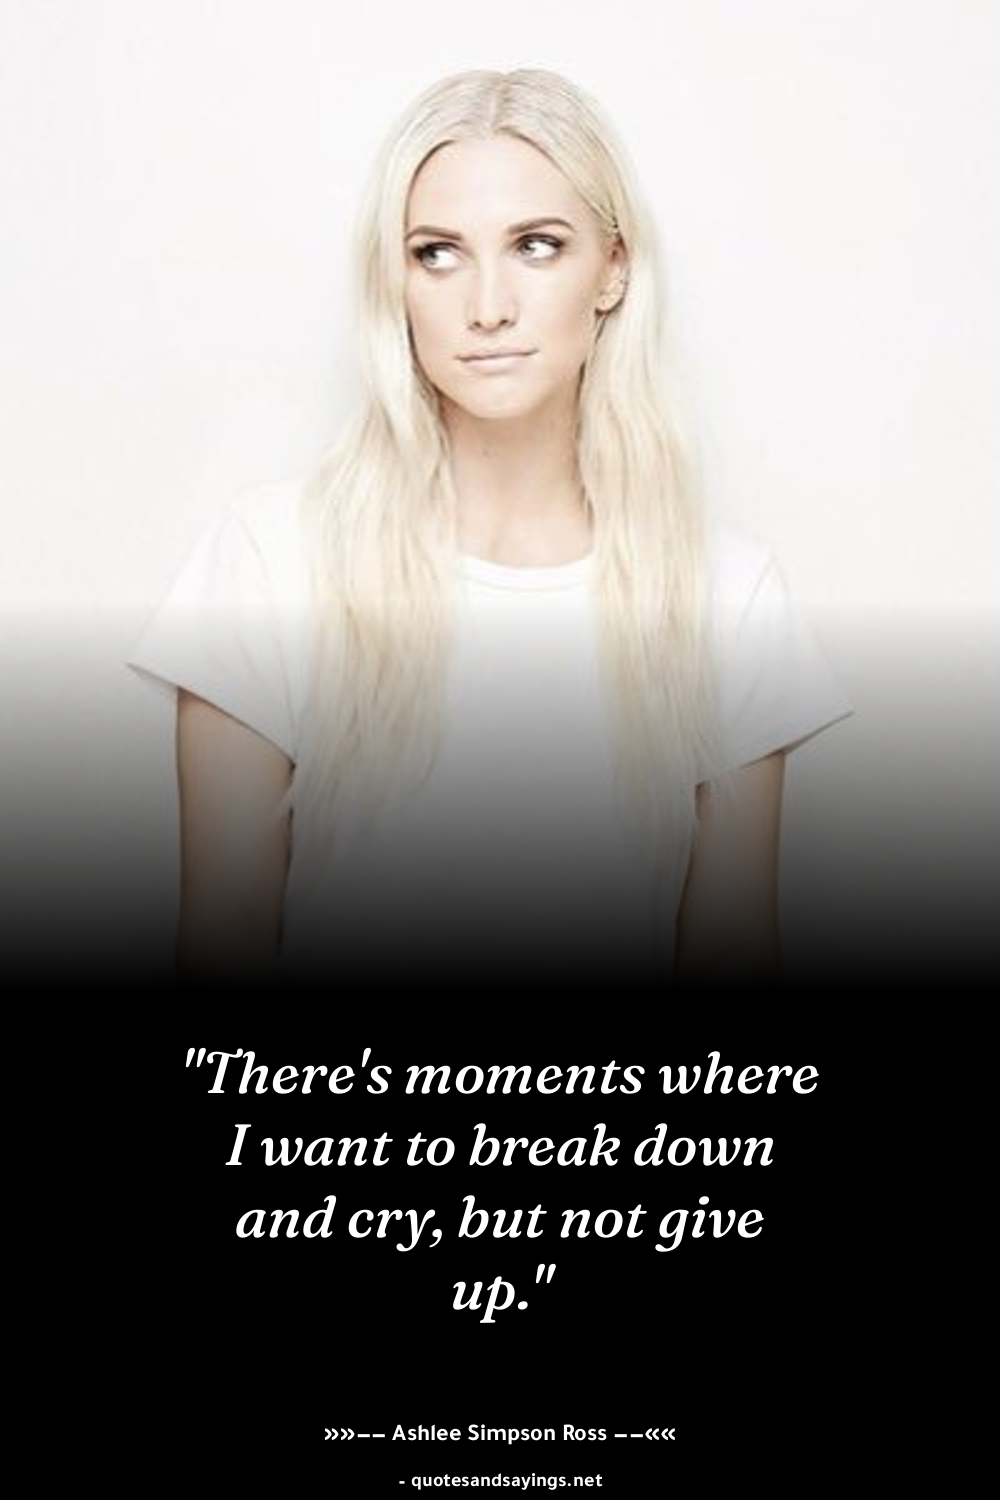 "There's moments where
I want to break down
and cry, but not give
up."
»»−− Ashlee Simpson Ross −−««
- quotesandsayings.net